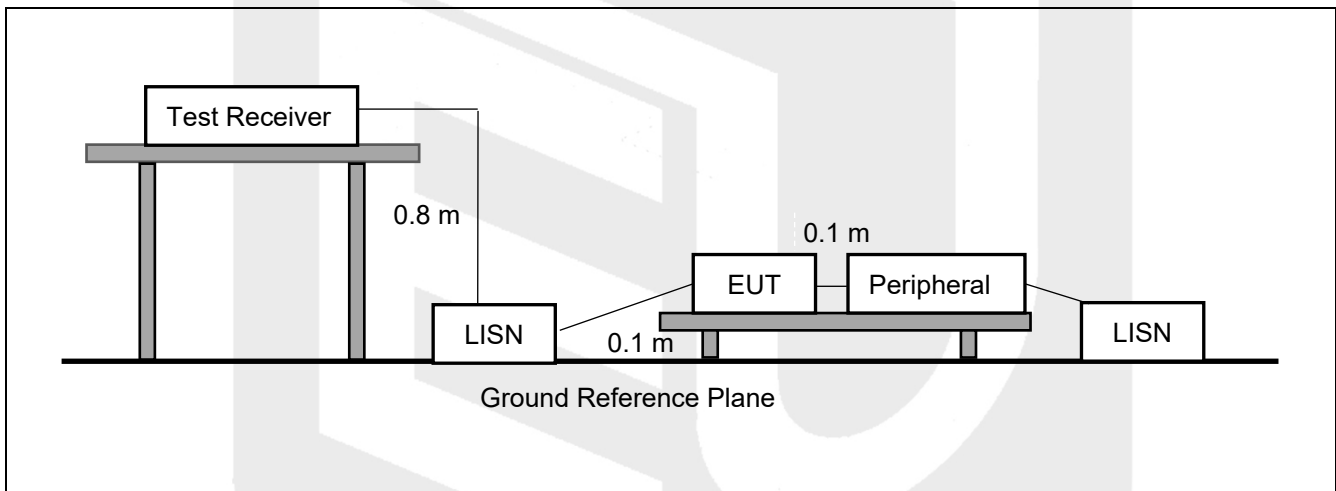 Test Receiver
0.8 m
0.1 m
EUT
Peripheral
LISN
0.1 m
LISN
Ground Reference Plane